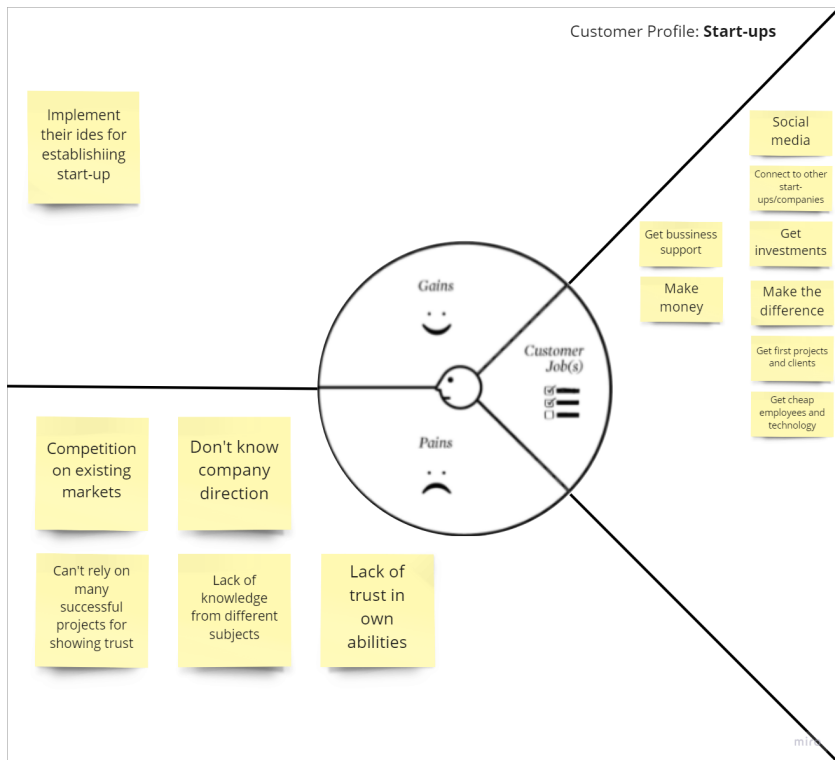 Customer Profile: Start-ups
Implement
their ides for
establishiing
start-up
Gains
Customer
Job(s)
Pains
Social
media
Connect to other
start-
ups/companies
Get bussiness
support
Get
investments
Make
money
Make the
difference
Get first projects
and clients
Get cheap
employees and
technology
Competition
on existing
markets
Don't know
company
direction
Can't rely on
many
successful
projects for
showing trust
Lack of
knowledge
from different
subjects
Lack of
trust in
own
abilities
miro